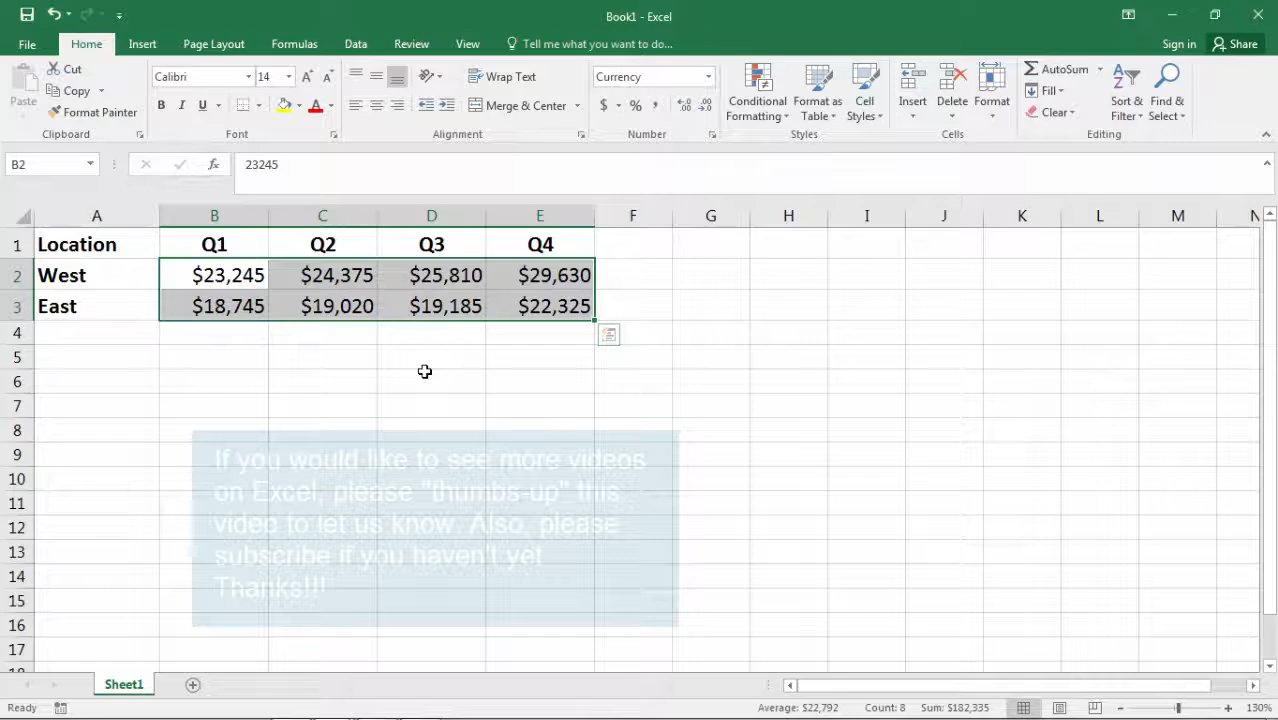 Book1 - Excel
File Home Insert Page Layout Formulas Data Review View Tell me what you want to do... Sign in Share
Paste
Cut
Copy
Format Painter
Clipboard
Calibri 14
B I U A A A
Font
Wrap Text
Merge & Center
Alignment
Currency
$ % ,
Number
Conditional Formatting
Format as Table
Cell Styles
Styles
Insert Delete Format
Cells
AutoSum
Fill
Clear
Sort & Filter
Find & Select
Editing
B2 fx 23245
A B C D E F G H I J K L M N
1 Location Q1 Q2 Q3 Q4
2 West $23,245 $24,375 $25,810 $29,630
3 East $18,745 $19,020 $19,185 $22,325
4
5
6
7
8
9
10
11
12
13
14
15
16
17
18
If you would like to see more videos
on Excel, please "thumbs-up" this
video to let us know. Also, please
subscribe if you haven't yet
Thanks!!!
Sheet1
Ready Average: $22,792 Count: 8 Sum: $182,335 130%